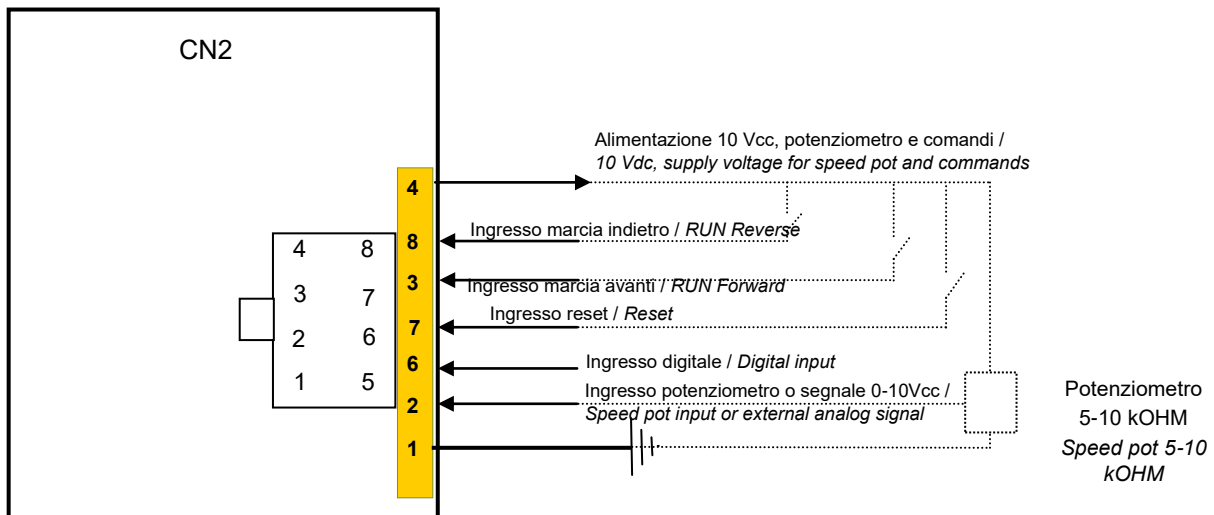 CN2
Alimentazione 10 Vcc, potenziometro e comandi /
10 Vdc, supply voltage for speed pot and commands
4
Ingresso marcia indietro / RUN Reverse
8
4 8
Ingresso marcia avanti / RUN Forward
3
3 7
Ingresso reset / Reset
7
2 6
Ingresso digitale / Digital input
6
1 5
Ingresso potenziometro o segnale 0-10Vcc /
Speed pot input or external analog signal
2
1
Potenziometro
5-10 kOHM
Speed pot 5-10
kOHM